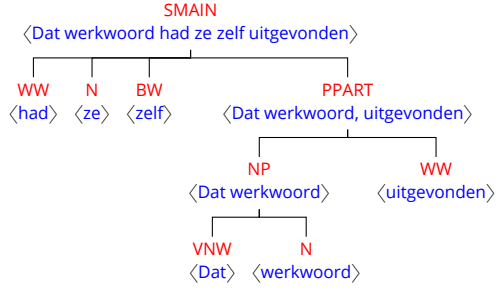 SMAIN
⟨Dat werkwoord had ze zelf uitgevonden⟩
WW N BW PPART
⟨had⟩ ⟨ze⟩ ⟨zelf⟩ ⟨Dat werkwoord, uitgevonden⟩
NP WW
⟨Dat werkwoord⟩ ⟨uitgevonden⟩
VNW N
⟨Dat⟩ ⟨werkwoord⟩